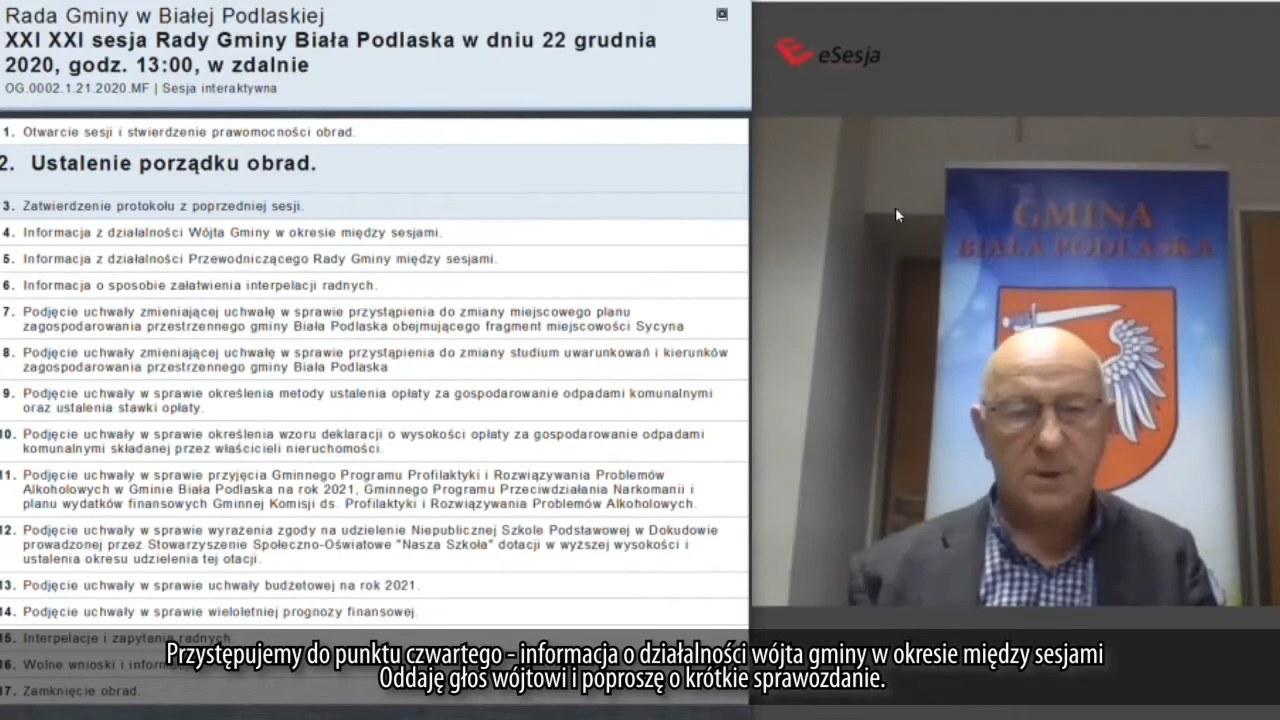 Rada Gminy w Białej Podlaskiej
XXI XXI sesja Rady Gminy Biała Podlaska w dniu 22 grudnia
2020, godz. 13:00, w zdalnie
OG.0002.1.21.2020.MF | Sesja interaktywna
1. Otwarcie sesji i stwierdzenie prawomocności obrad.
2. Ustalenie porządku obrad.
3. Zatwierdzenie protokołu z poprzedniej sesji.
4. Informacja z działalności Wójta Gminy w okresie między sesjami.
5. Informacja z działalności Przewodniczącego Rady Gminy między sesjami.
6. Informacja o sposobie załatwienia interpelacji radnych.
7. Podjęcie uchwały zmieniającej uchwałę w sprawie przystąpienia do zmiany miejscowego planu
zagospodarowania przestrzennego gminy Biała Podlaska obejmującego fragment miejscowości Sycyna
8. Podjęcie uchwały zmieniającej uchwałę w sprawie przystąpienia do zmiany studium uwarunkowań i kierunków
zagospodarowania przestrzennego gminy Biała Podlaska
9. Podjęcie uchwały w sprawie określenia metody ustalenia opłaty za gospodarowanie odpadami komunalnymi
oraz ustalenia stawki opłaty.
10. Podjęcie uchwały w sprawie określenia wzoru deklaracji o wysokości opłaty za gospodarowanie odpadami
komunalnymi składanej przez właścicieli nieruchomości.
11. Podjęcie uchwały w sprawie przyjęcia Gminnego Programu Profilaktyki i Rozwiązywania Problemów
Alkoholowych w Gminie Biała Podlaska na rok 2021, Gminnego Programu Przeciwdziałania Narkomanii i
planu wydatków finansowych Gminnej Komisji ds. Profilaktyki i Rozwiązywania Problemów Alkoholowych.
12. Podjęcie uchwały w sprawie wyrażenia zgody na udzielenie Niepublicznej Szkole Podstawowej w Dokudowie
prowadzonej przez Stowarzyszenie Społeczno-Oświatowe "Nasza Szkoła" dotacji w wyższej wysokości i
ustalenia okresu udzielenia tej otacji.
13. Podjęcie uchwały w sprawie uchwały budżetowej na rok 2021.
14. Podjęcie uchwały w sprawie wieloletniej prognozy finansowej.
15. Interpelacje i zapytania radnych.
16. Wolne wnioski i
17. Zamknięcie obrad.
eSesja
GMINA
BIAŁA PODLASKA
Przystępujemy do punktu czwartego - informacja o działalności wójta gminy w okresie między sesjami
Oddaję głos wójtowi i poproszę o krótkie sprawozdanie.